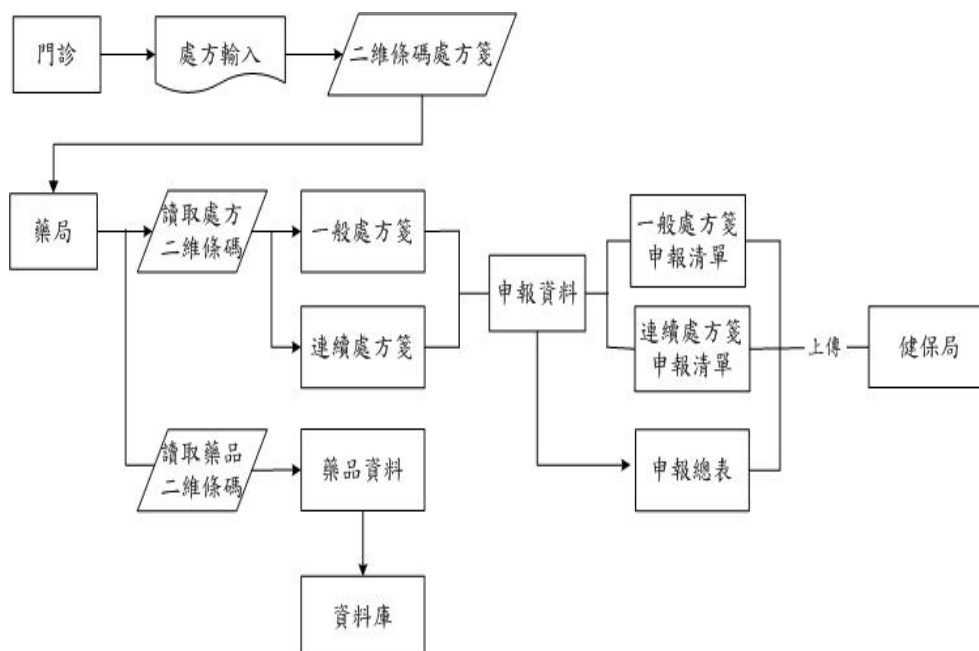 門診
處方輸入
二維條碼處方箋
藥局
讀取處方
二維條碼
一般處方箋
連續處方箋
申報資料
一般處方箋
申報清單
連續處方箋
申報清單
上傳
健保局
讀取藥品
二維條碼
藥品資料
申報總表
資料庫